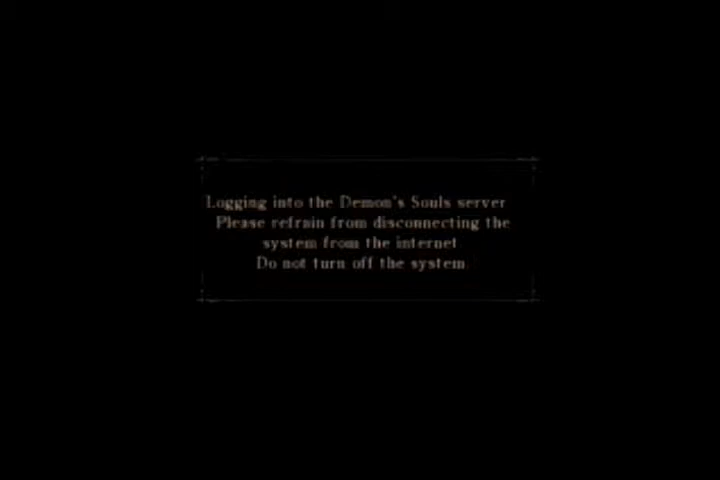 Logging into the Demon's Souls server
Please refrain from disconnecting the
system from the internet
Do not turn off the system.